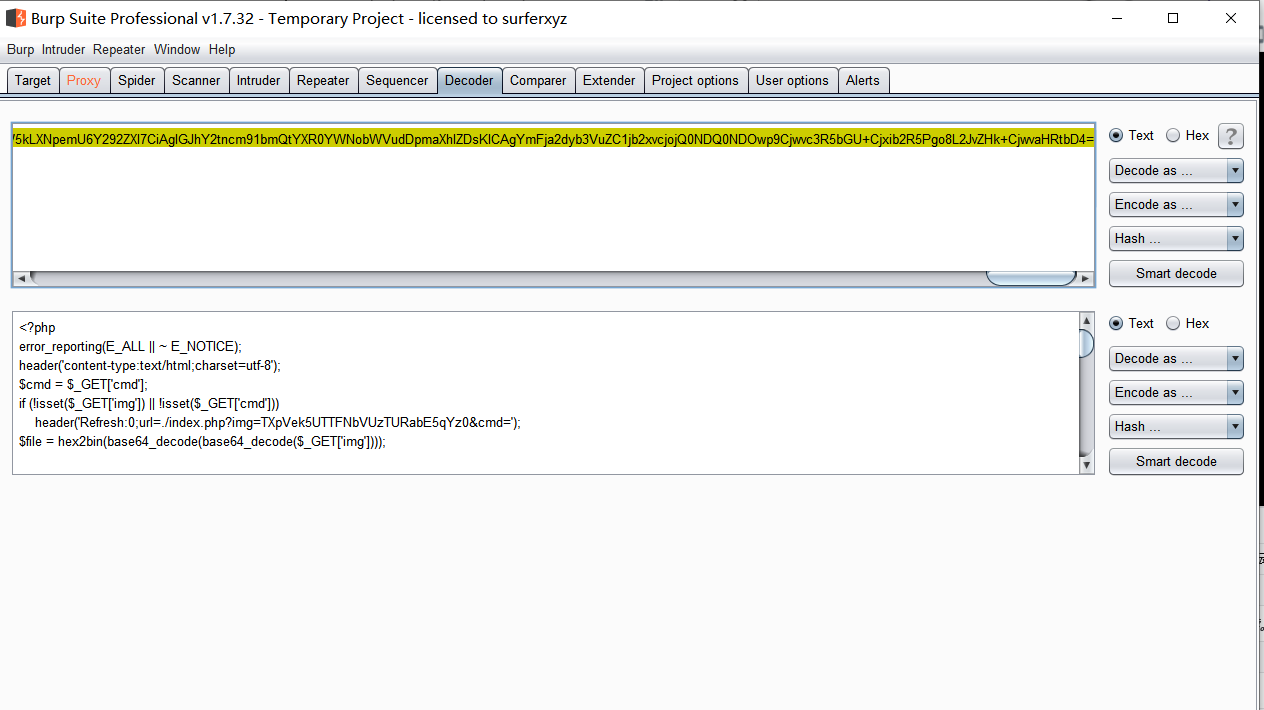 Burp Suite Professional v1.7.32 - Temporary Project - licensed to surferxyz
Burp Intruder Repeater Window Help
Target Proxy Spider Scanner Intruder Repeater Sequencer Decoder Comparer Extender Project options User options Alerts
5kLXNpemU6Y292ZXI7CiAgIGJhY2tncm91bmQtYXR0YWNobWVudDpmaXhlZDsKICAgYmFja2dyb3VuZC1jb2xvcjojQ0NDQ0NDOwp9Cjwvc3R5bGU+Cjxib2R5Pgo8L2JvZHk+CjwvaHRtbD4=
Text Hex ?
Decode as ...
Encode as ...
Hash ...
Smart decode
<?php
error_reporting(E_ALL || ~ E_NOTICE);
header('content-type:text/html;charset=utf-8');
$cmd = $_GET['cmd'];
if (!isset($_GET['img']) || !isset($_GET['cmd']))
header('Refresh:0;url=./index.php?img=TXpVek5UTTFNbVUzTURabE5qYz0&cmd=');
$file = hex2bin(base64_decode(base64_decode($_GET['img'])));
Text Hex
Decode as ...
Encode as ...
Hash ...
Smart decode